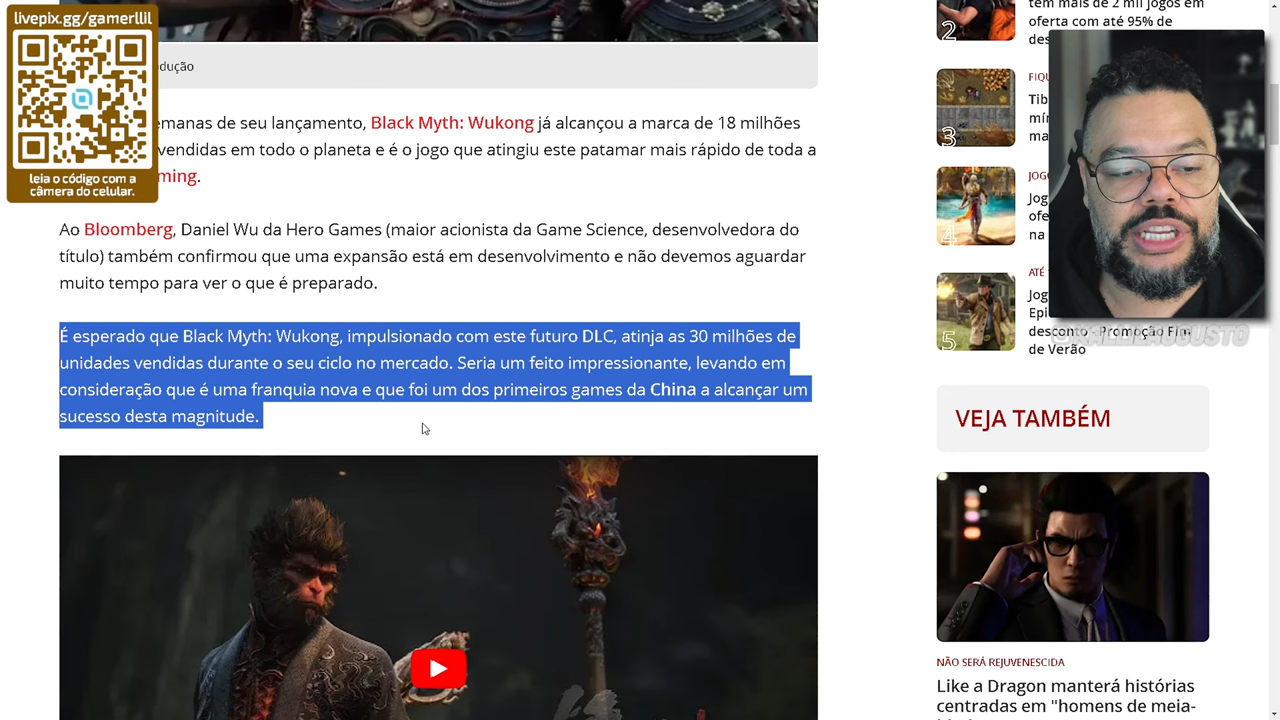 livepix.gg/gamerllil
leia o código com a
câmera do celular.
dução
emanas de seu lançamento, Black Myth: Wukong já alcançou a marca de 18 milhões
vendidas em todo o planeta e é o jogo que atingiu este patamar mais rápido de toda a
ming.
Ao Bloomberg, Daniel Wu da Hero Games (maior acionista da Game Science, desenvolvedora do
título) também confirmou que uma expansão está em desenvolvimento e não devemos aguardar
muito tempo para ver o que é preparado.
É esperado que Black Myth: Wukong, impulsionado com este futuro DLC, atinja as 30 milhões de
unidades vendidas durante o seu ciclo no mercado. Seria um feito impressionante, levando em
consideração que é uma franquia nova e que foi um dos primeiros games da China a alcançar um
sucesso desta magnitude.
2
têm mais de 2 mil jogos em
oferta com até 95% de
des
3
FIQU
Tib
mín
ma
4
JOGO
Jog
ofe
na
5
ATÉ
Jog
Epi
desconto - Promoção Fim
de Verão
VEJA TAMBÉM
NÃO SERÁ REJUVENESCIDA
Like a Dragon manterá histórias
centradas em "homens de meia-